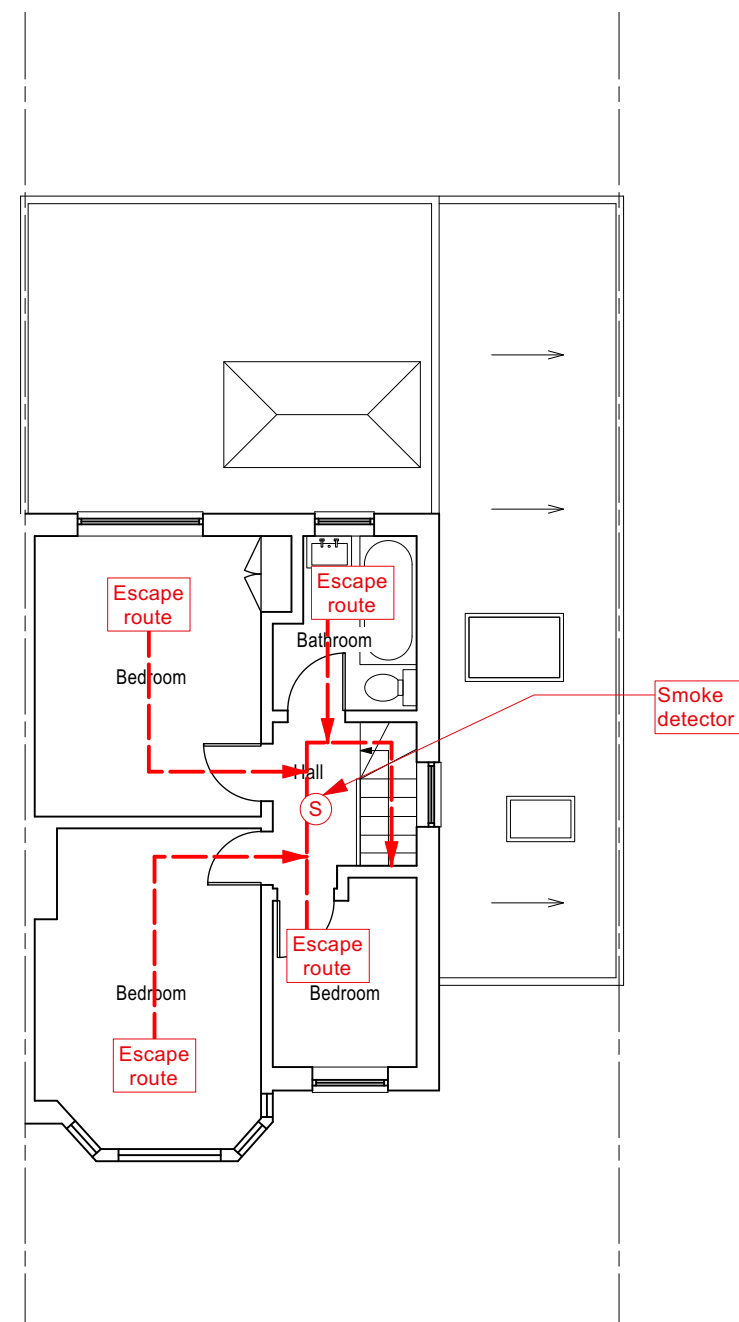 Escape
route
Escape
route
Bathroom
Bedroom
Smoke
detector
Hall
S
Escape
route
Bedroom
Bedroom
Escape
route